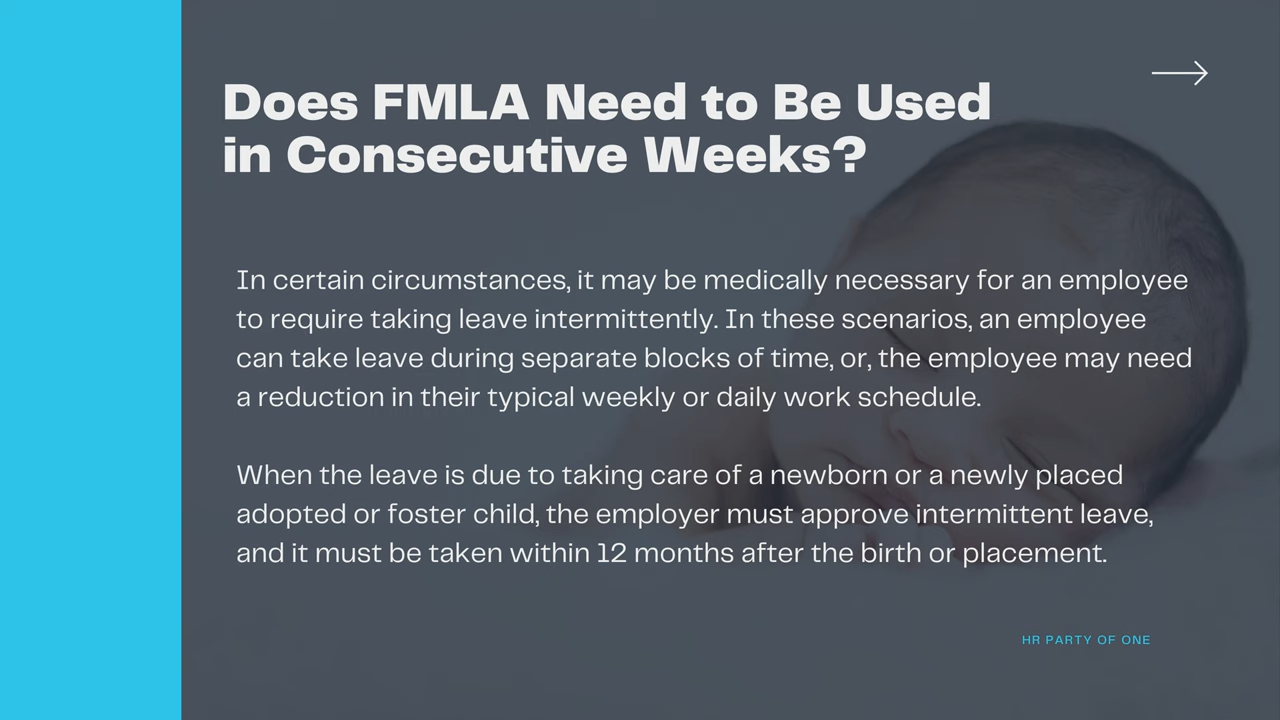 Does FMLA Need to Be Used
in Consecutive Weeks?
In certain circumstances, it may be medically necessary for an employee
to require taking leave intermittently. In these scenarios, an employee
can take leave during separate blocks of time, or, the employee may need
a reduction in their typical weekly or daily work schedule.
When the leave is due to taking care of a newborn or a newly placed
adopted or foster child, the employer must approve intermittent leave,
and it must be taken within 12 months after the birth or placement.
HR PARTY OF ONE